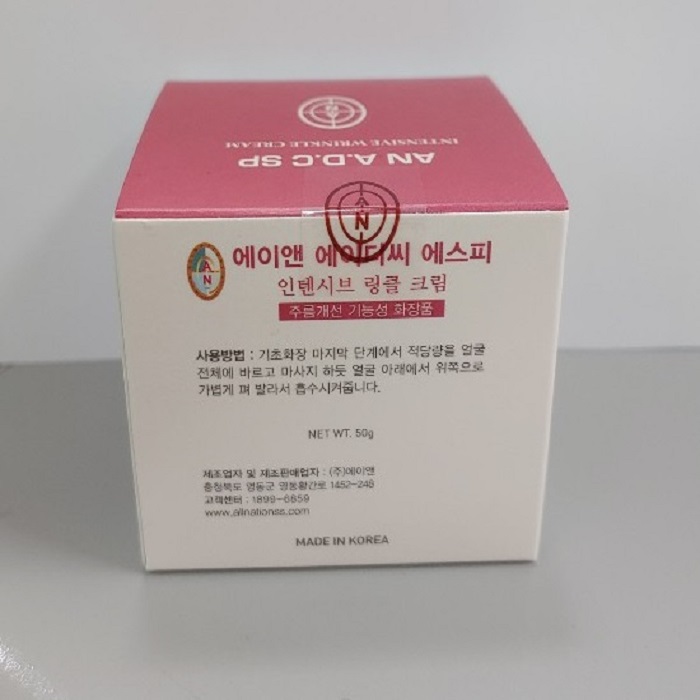 AN A.D.C SP
INTENSIVE WRINKLE CREAM
AN
AN
에이앤 에이디씨 에스피
인텐시브 링클 크림
주름개선 기능성 화장품
사용방법 : 기초화장 마지막 단계에서 적당량을 얼굴
전체에 바르고 마사지 하듯 얼굴 아래에서 위쪽으로
가볍게 펴 발라서 흡수시켜줍니다.
NET WT. 50g
제조업자 및 제조판매업자 : (주)에이앤
충청북도 영동군 영동황간로 1452-246
고객센터 : 1899-6859
www.allnationss.com
MADE IN KOREA